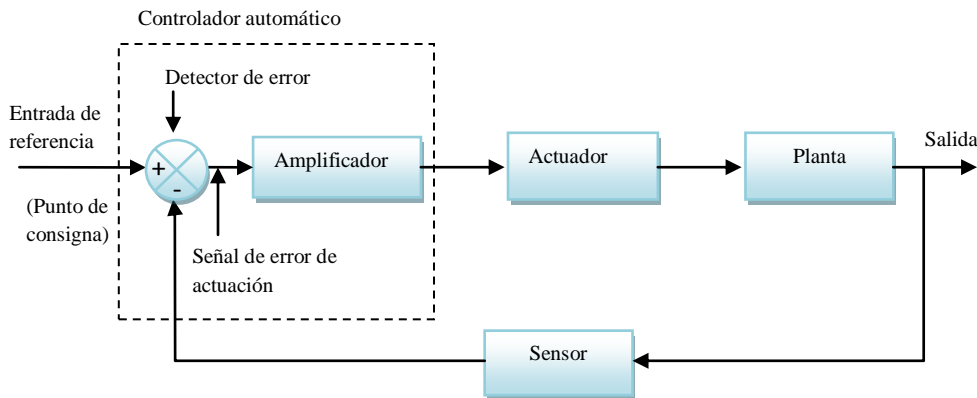 Controlador automático
Detector de error
Entrada de
referencia
+
-
Amplificador
Actuador
Planta
Salida
(Punto de
consigna)
Señal de error de
actuación
Sensor